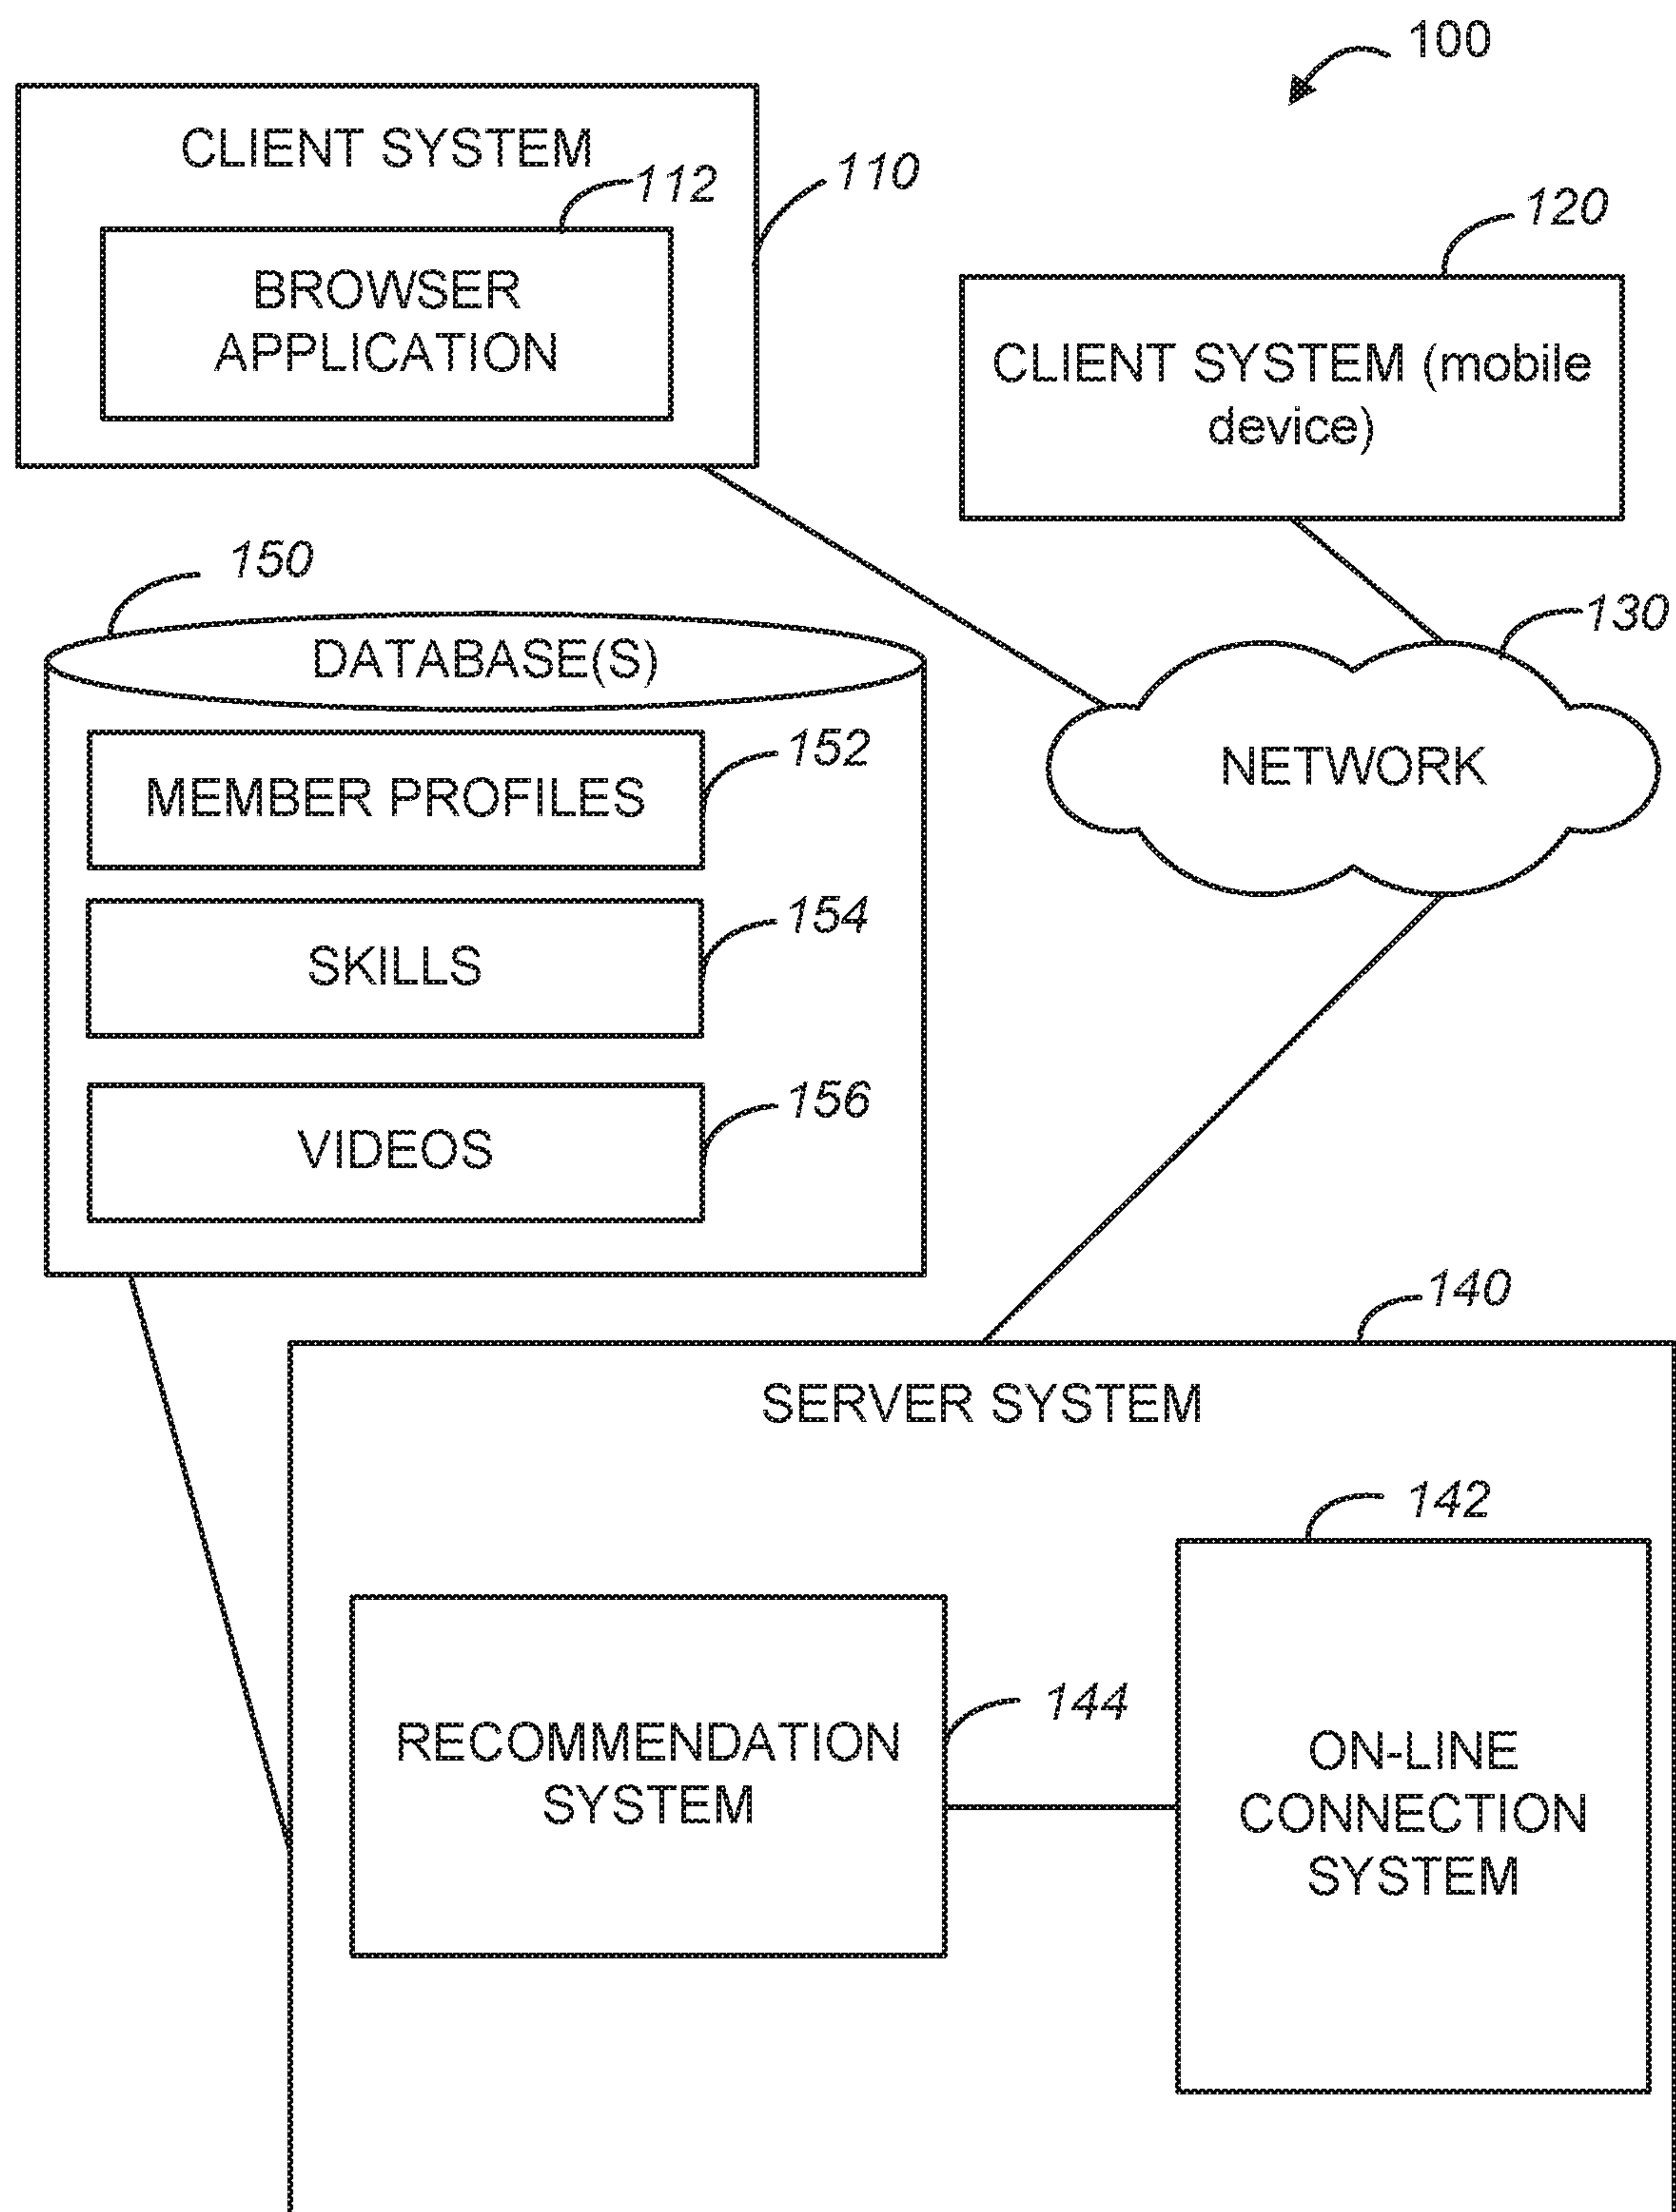 100
CLIENT SYSTEM
112
110
BROWSER
APPLICATION
120
CLIENT SYSTEM (mobile
device)
150
DATABASE(S)
130
NETWORK
MEMBER PROFILES
152
SKILLS
154
VIDEOS
156
140
SERVER SYSTEM
142
RECOMMENDATION
SYSTEM
144
ON-LINE
CONNECTION
SYSTEM